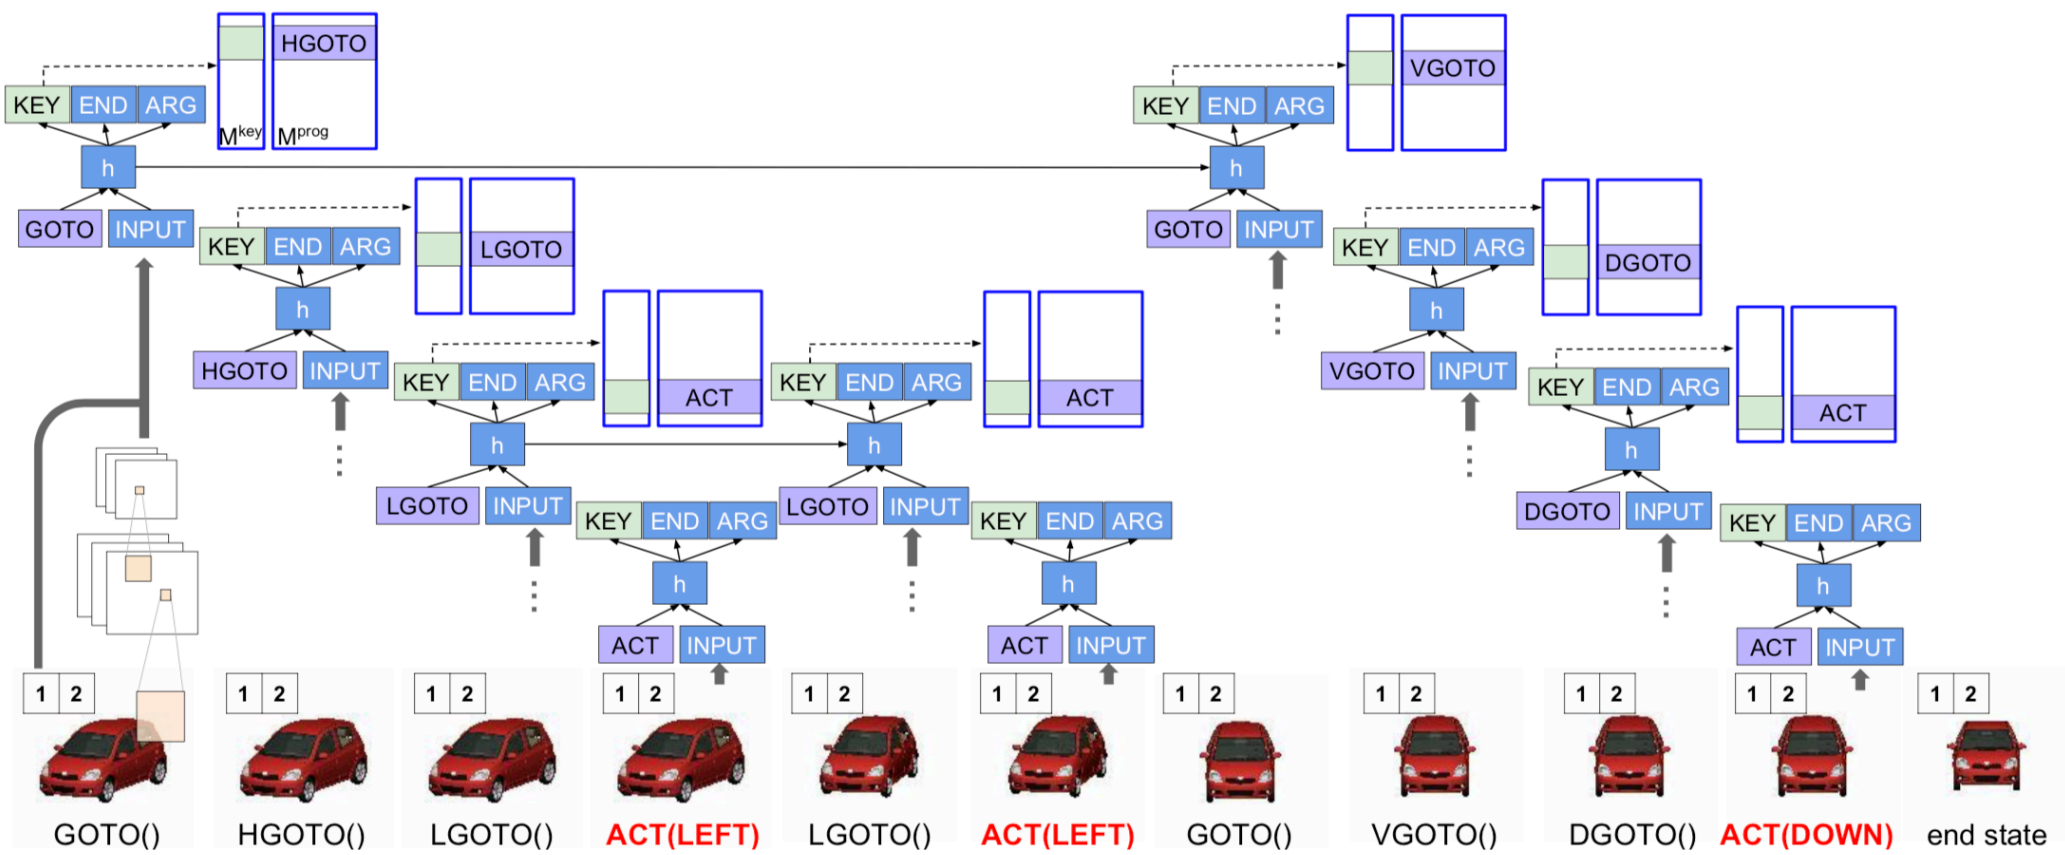 HGOTO
KEY END ARG
Mkey Mprog
h
GOTO INPUT
LGOTO
KEY END ARG
h
HGOTO INPUT
ACT
KEY END ARG
h
LGOTO INPUT
KEY END ARG
h
ACT INPUT
ACT
KEY END ARG
h
LGOTO INPUT
KEY END ARG
h
ACT INPUT
VGOTO
KEY END ARG
h
GOTO INPUT
DGOTO
KEY END ARG
h
VGOTO INPUT
ACT
KEY END ARG
h
DGOTO INPUT
KEY END ARG
h
ACT INPUT
1 2 1 2 1 2 1 2 1 2 1 2 1 2 1 2 1 2 1 2 1 2
GOTO() HGOTO() LGOTO() ACT(LEFT) LGOTO() ACT(LEFT) GOTO() VGOTO() DGOTO() ACT(DOWN) end state